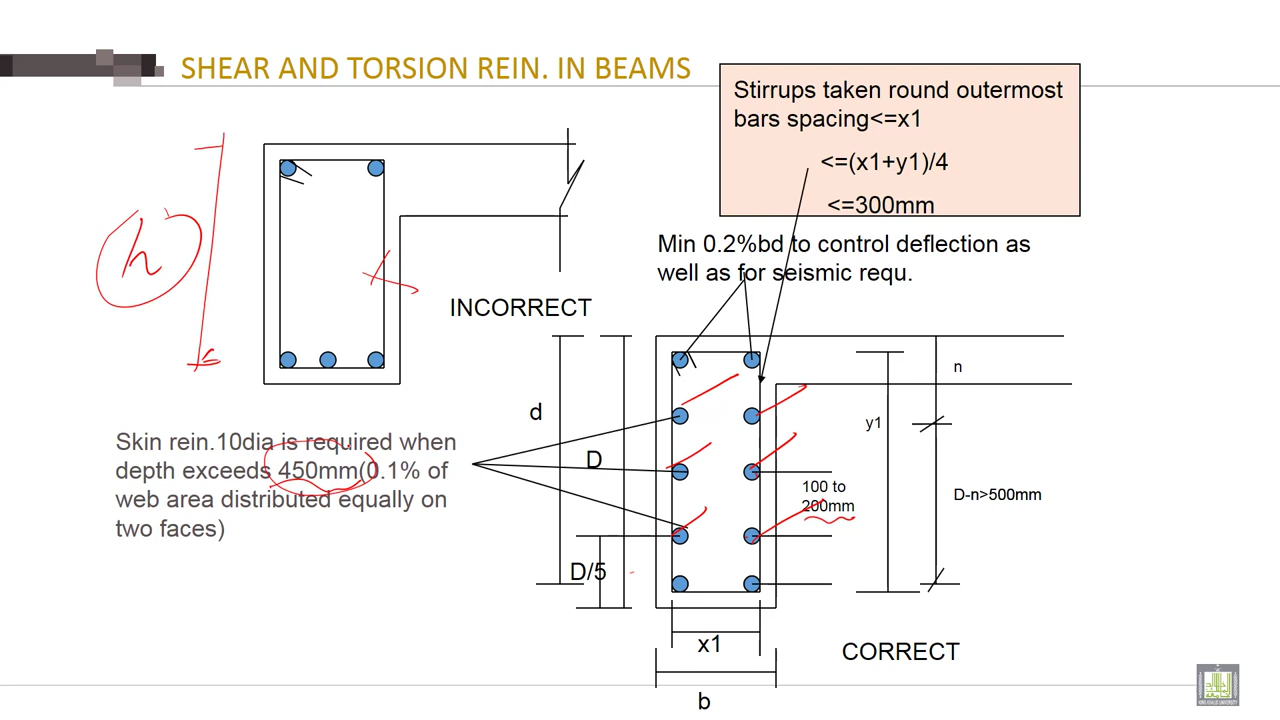 SHEAR AND TORSION REIN. IN BEAMS
Stirrups taken round outermost
bars spacing<=x1
<=(x1+y1)/4
<=300mm
h
Min 0.2%bd to control deflection as
well as for seismic requ.
INCORRECT
n
d
y1
Skin rein.10dia is required when
depth exceeds 450mm(0.1% of
web area distributed equally on
two faces)
D
100 to
200mm
D-n>500mm
D/5
x1
CORRECT
b
KING KHALID UNIVERSITY